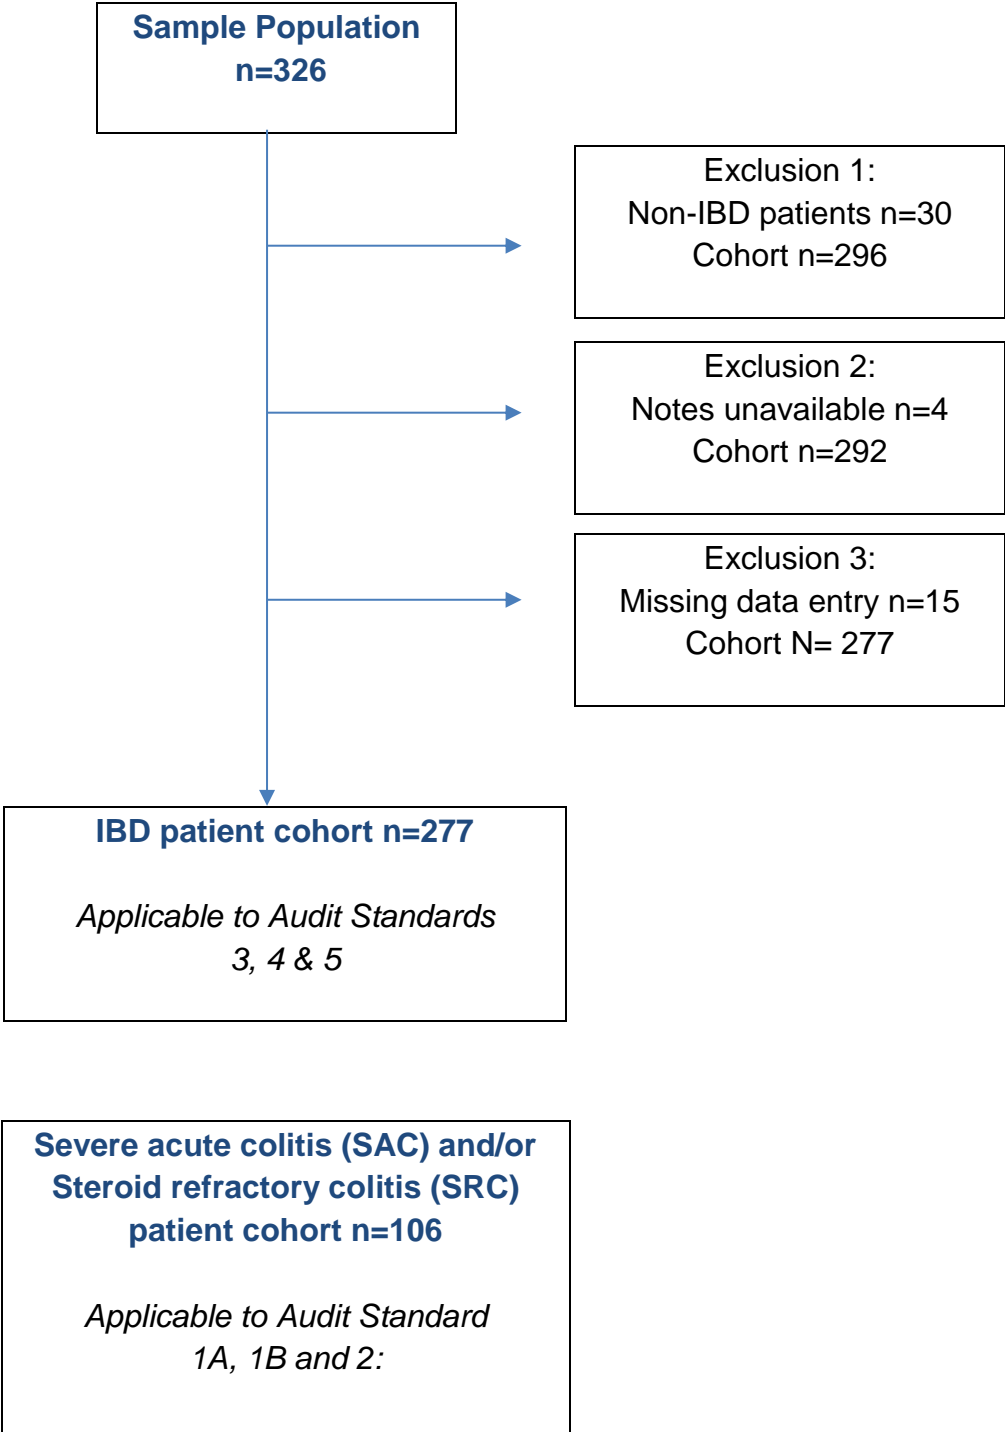 Sample Population
n=326
Exclusion 1:
Non-IBD patients n=30
Cohort n=296
Exclusion 2:
Notes unavailable n=4
Cohort n=292
Exclusion 3:
Missing data entry n=15
Cohort N= 277
IBD patient cohort n=277
Applicable to Audit Standards
3, 4 & 5
Severe acute colitis (SAC) and/or
Steroid refractory colitis (SRC)
patient cohort n=106
Applicable to Audit Standard
1A, 1B and 2: